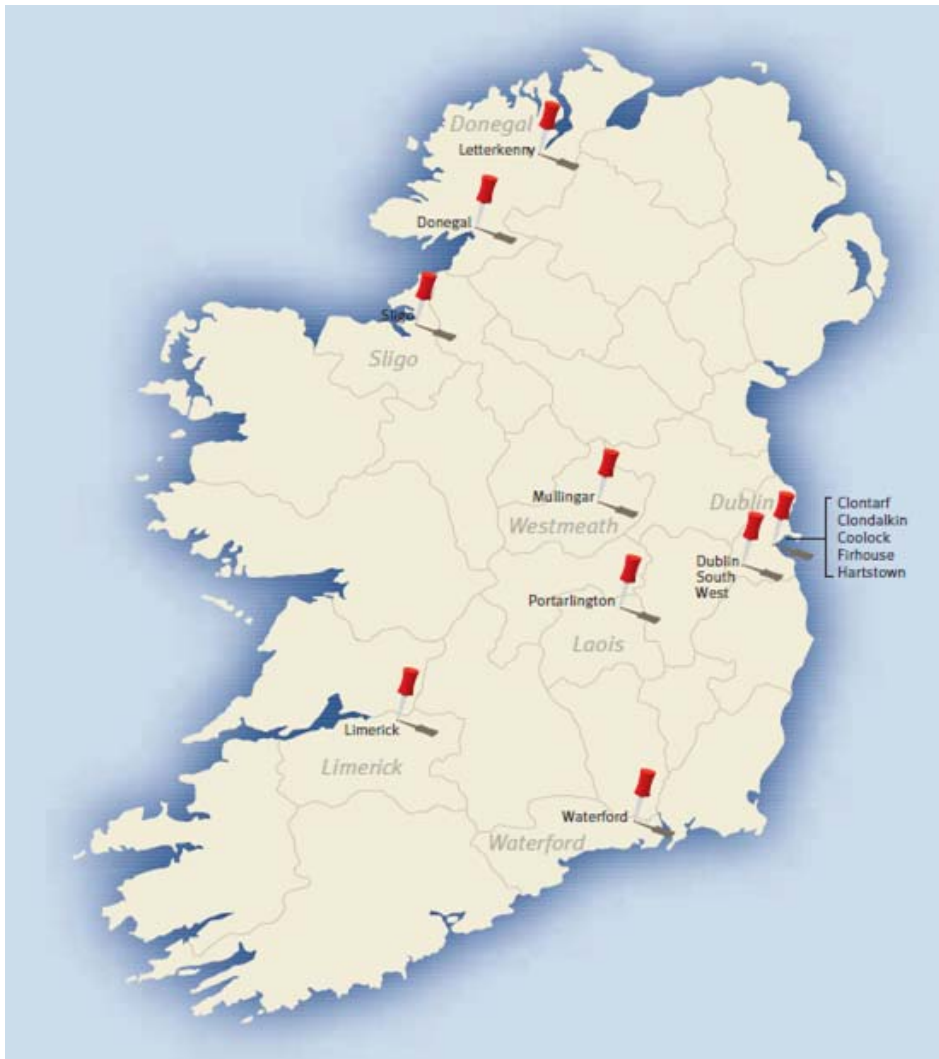 Donegal
Letterkenny
Donegal
Sligo
Sligo
Mullingar
Westmeath
Dublin
Clontarf
Clondalkin
Coolock
Firhouse
Hartstown
Dublin
South
West
Portarlington
Laois
Limerick
Limerick
Waterford
Waterford